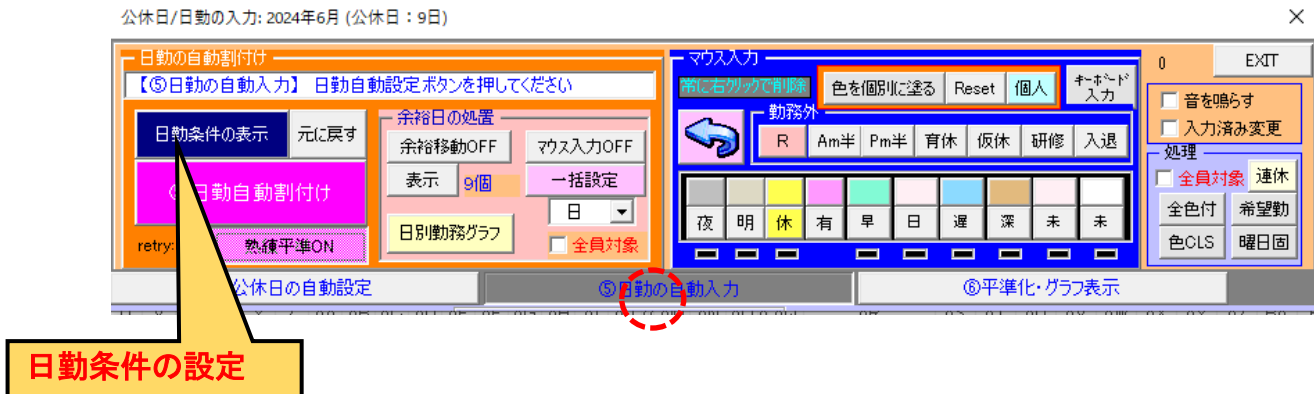 公休日/日勤の入力: 2024年6月 (公休日：9日)
日勤の自動割付け
【⑤日勤の自動入力】 日勤自動設定ボタンを押してください
日勤条件の表示
元に戻す
日勤自動割付け
retry:
熟練平準ON
余裕日の処置
余裕移動OFF
マウス入力OFF
表示
9個
一括設定
日
日別勤務グラフ
全員対象
マウス入力
常に右クリックで削除
色を個別に塗る
Reset
個人
キーボード
入力
勤務外
R
Am半
Pm半
育休
仮休
研修
入退
夜
明
休
有
早
日
遅
深
未
未
0
EXIT
音を鳴らす
入力済み変更
処理
全員対象
連休
全色付
希望勤
色CLS
曜日固
公休日の自動設定
⑤日勤の自動入力
⑥平準化・グラフ表示
日勤条件の設定